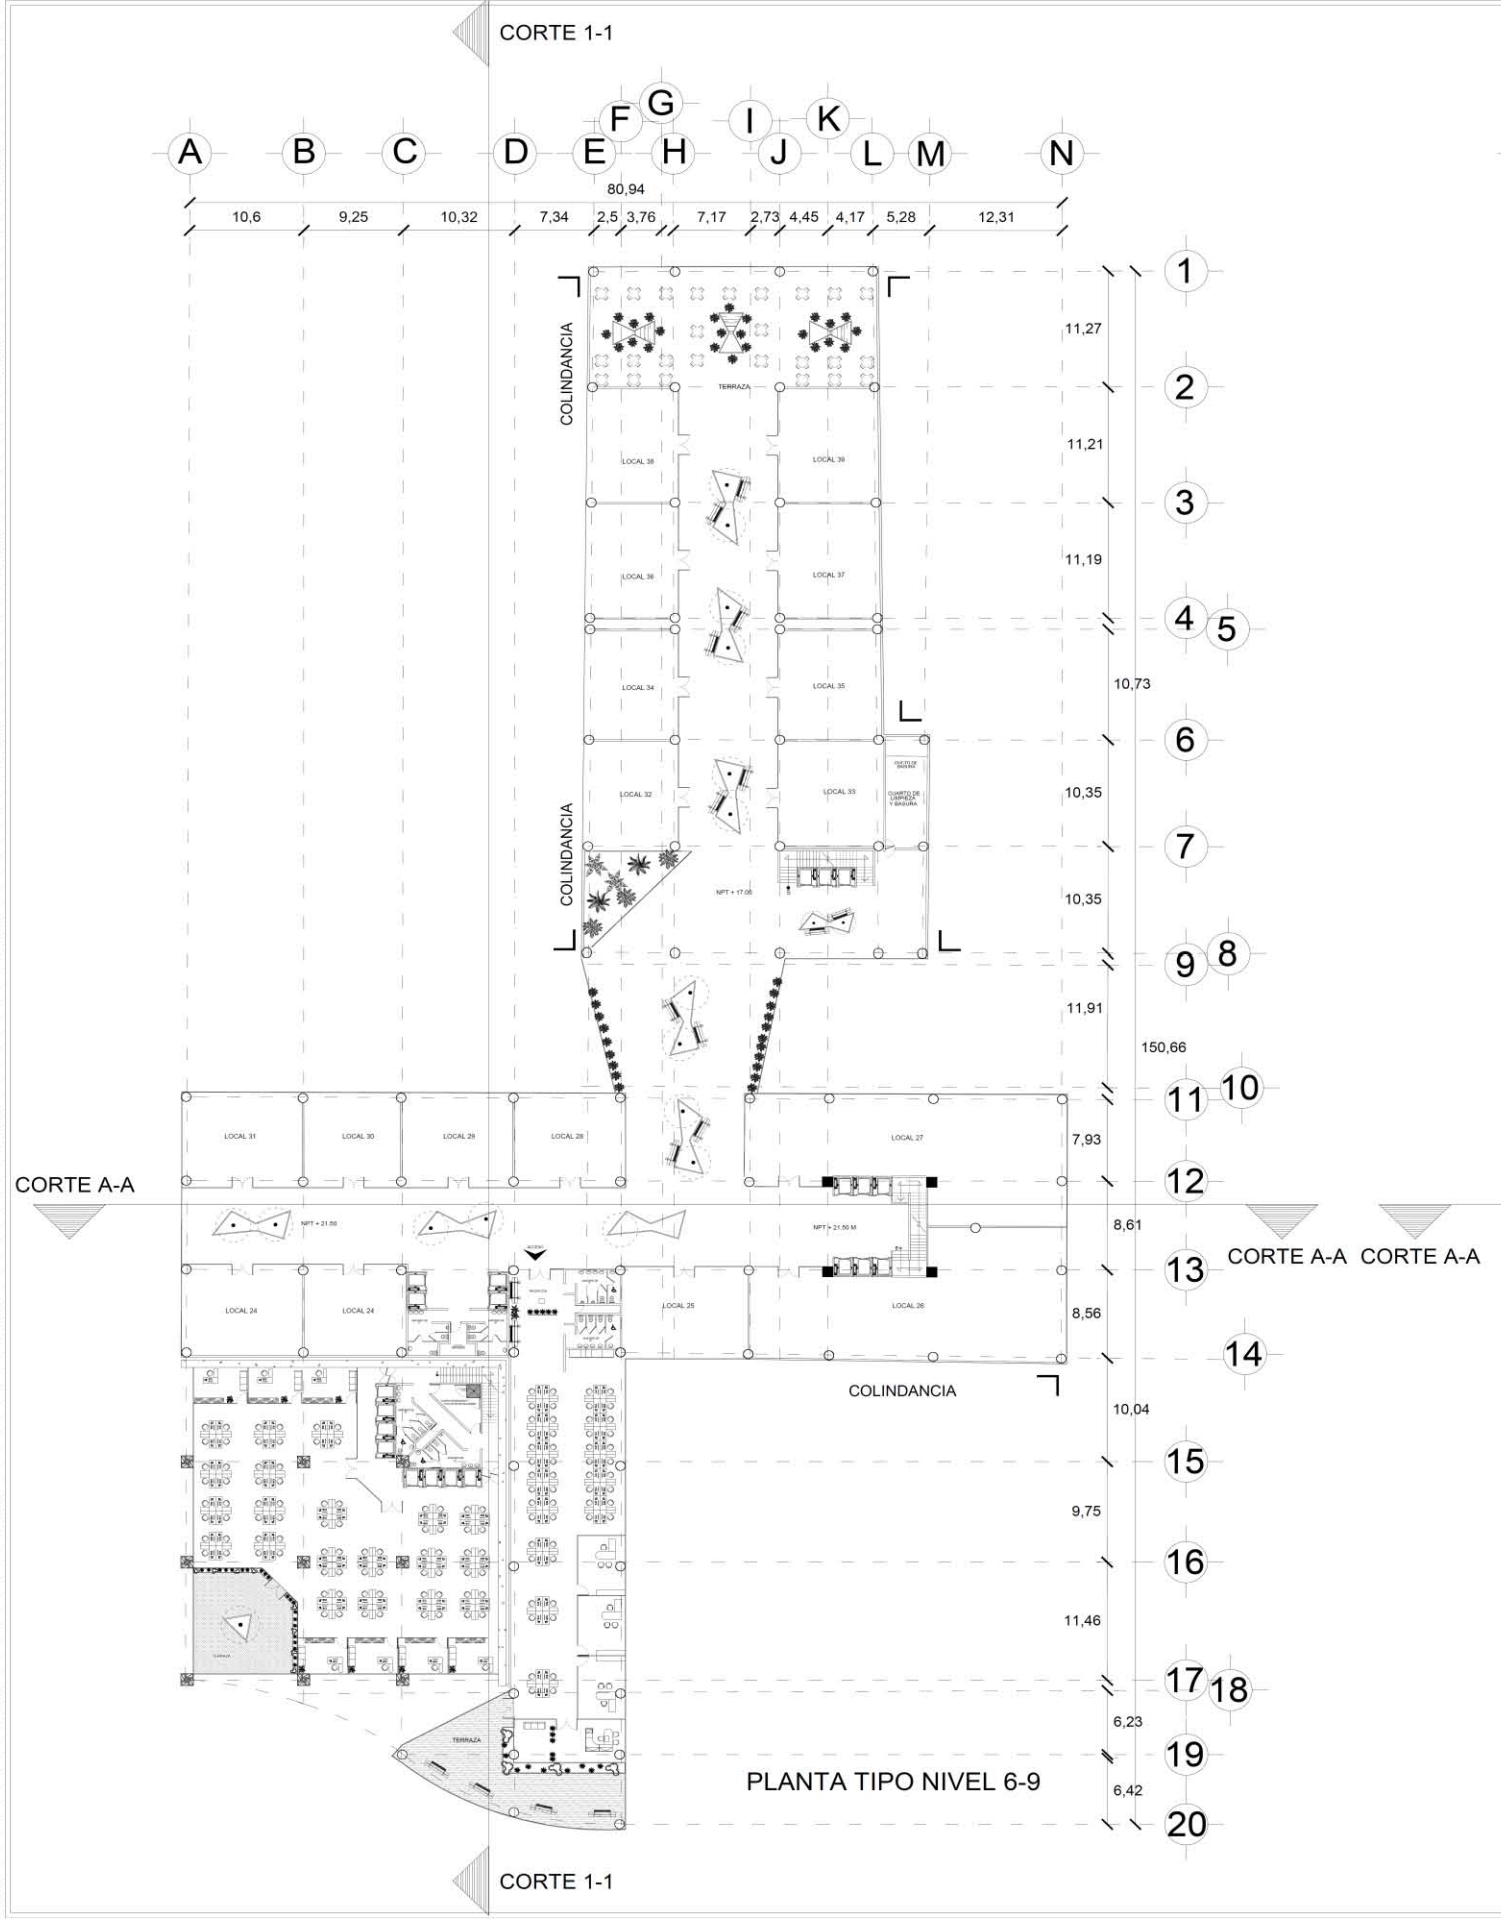 CORTE 1-1
G
F
I
K
A
B
C
D
E
H
J
L
M
N
80,94
10,6
9,25
10,32
7,34
2,5
3,76
7,17
2,73
4,45
4,17
5,28
12,31
1
11,27
COLINDANCIA
TERRAZA
2
11,21
LOCAL 38
LOCAL 39
3
11,19
LOCAL 36
LOCAL 37
4
5
LOCAL 34
LOCAL 35
10,73
6
DUCTO DE
BASURA
LOCAL 32
LOCAL 33
CUARTO DE
LIMPIEZA
Y BASURA
10,35
COLINDANCIA
7
NPT + 17.06
10,35
8
9
11,91
150,66
10
11
LOCAL 31
LOCAL 30
LOCAL 29
LOCAL 28
LOCAL 27
7,93
CORTE A-A
12
NPT + 21.50
NPT + 21.50 M
8,61
CORTE A-A
CORTE A-A
ACCESO
13
LOCAL 24
LOCAL 24
LOCAL 25
LOCAL 26
8,56
14
COLINDANCIA
10,04
15
9,75
16
11,46
TERRAZA
17
18
6,23
TERRAZA
19
PLANTA TIPO NIVEL 6-9
6,42
20
CORTE 1-1